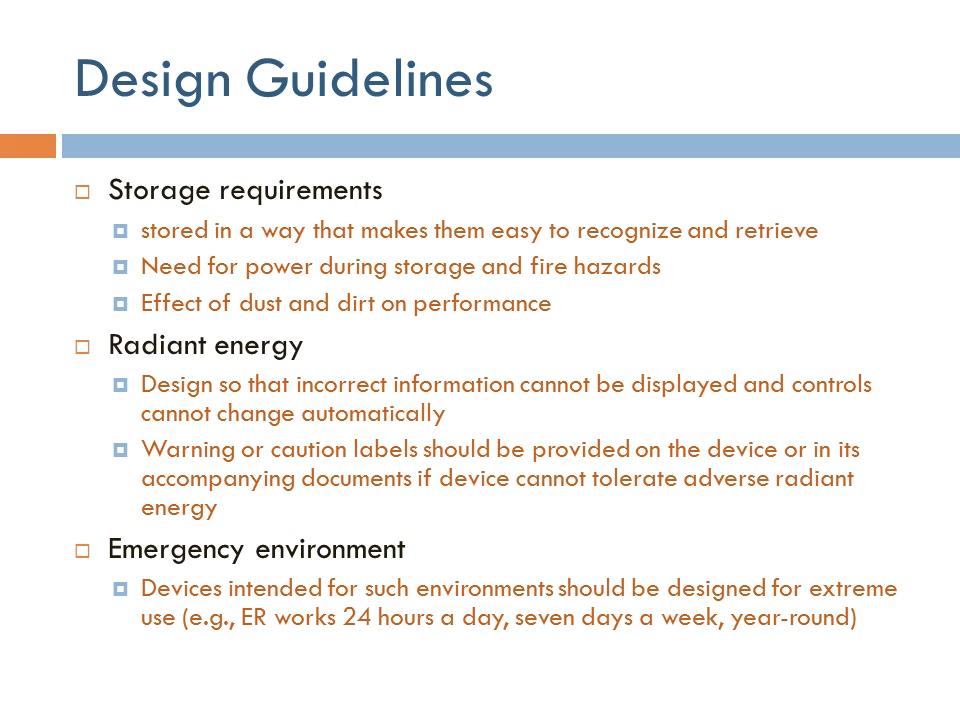 Design Guidelines
Storage requirements
stored in a way that makes them easy to recognize and retrieve
Need for power during storage and fire hazards
Effect of dust and dirt on performance
Radiant energy
Design so that incorrect information cannot be displayed and controls
cannot change automatically
Warning or caution labels should be provided on the device or in its
accompanying documents if device cannot tolerate adverse radiant
energy
Emergency environment
Devices intended for such environments should be designed for extreme
use (e.g., ER works 24 hours a day, seven days a week, year-round)